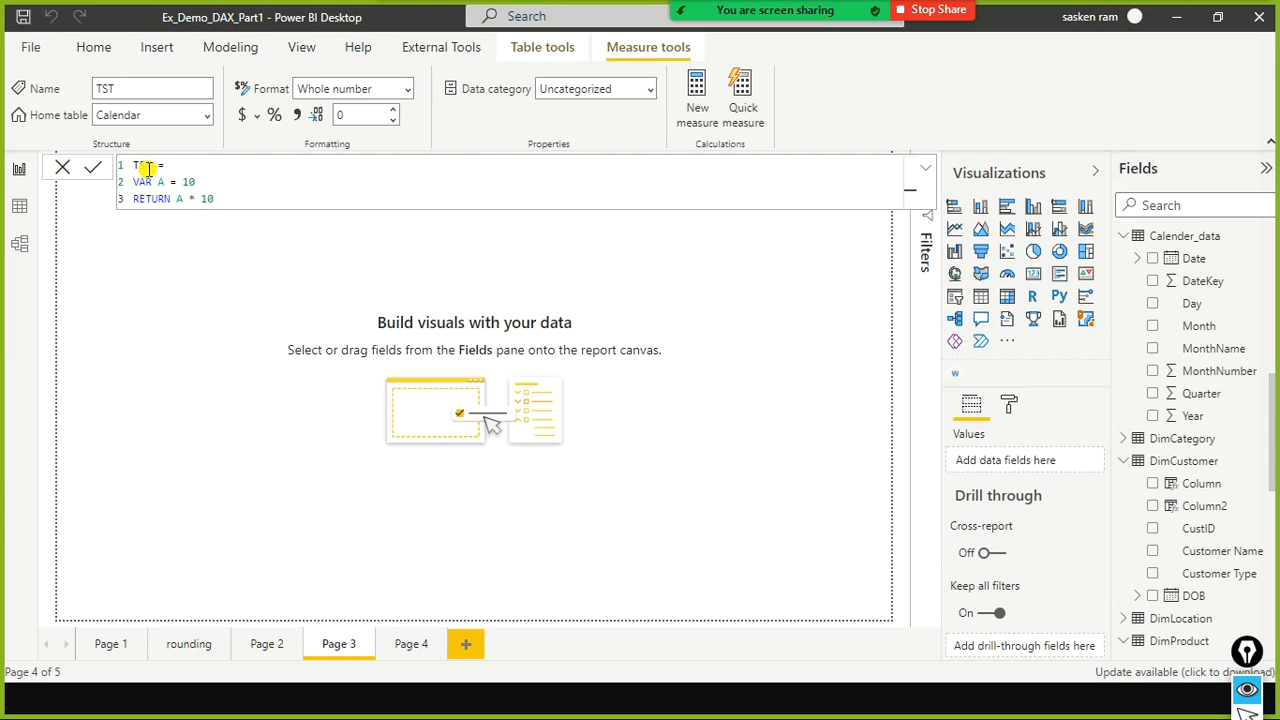 Ex_Demo_DAX_Part1 - Power BI Desktop
Search
You are screen sharing
Stop Share
sasken ram
File Home Insert Modeling View Help External Tools Table tools Measure tools
Name TST
Home table Calendar
Structure
Format Whole number
$ % 0
Formatting
Data category Uncategorized
Properties
New measure
Quick measure
Calculations
1 TST =
2 VAR A = 10
3 RETURN A * 10
Build visuals with your data
Select or drag fields from the Fields pane onto the report canvas.
Filters
Visualizations
R Py
w
Values
Add data fields here
Drill through
Cross-report
Off
Keep all filters
On
Add drill-through fields here
Fields
Search
Calender_data
Date
DateKey
Day
Month
MonthName
MonthNumber
Quarter
Year
DimCategory
DimCustomer
Column
Column2
CustID
Customer Name
Customer Type
DOB
DimLocation
DimProduct
Page 1 rounding Page 2 Page 3 Page 4 +
Page 4 of 5
Update available (click to download)